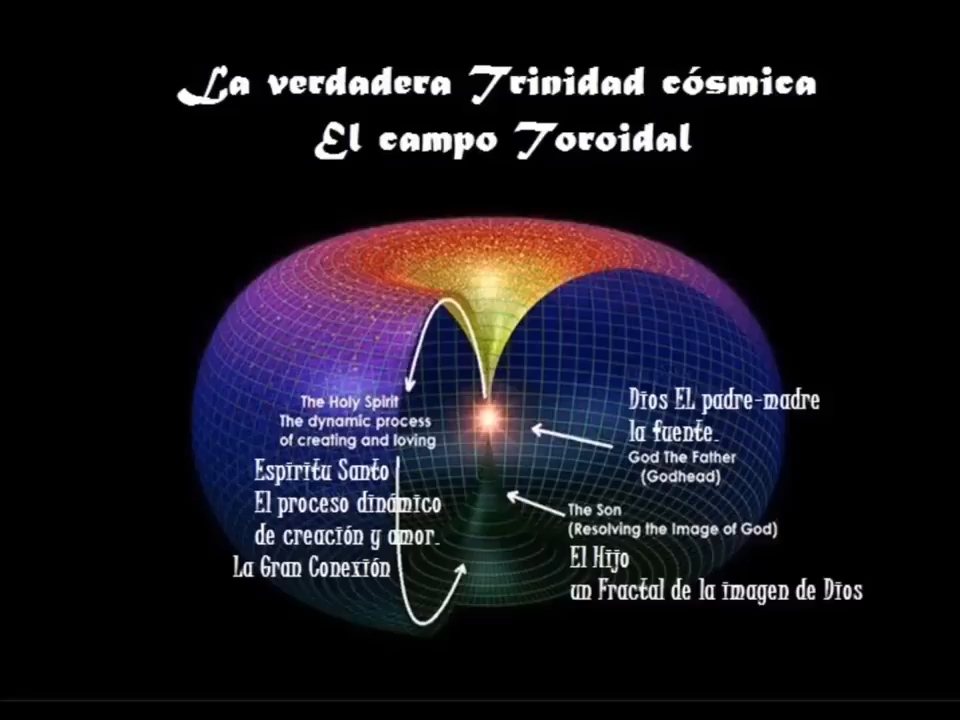 La verdadera Trinidad cósmica
El campo Toroidal
The Holy Spirit
The dynamic process
of creating and loving
Espíritu Santo
El proceso dinámico
de creación y amor.
La Gran Conexión
Dios EL padre-madre
la fuente.
God The Father
(Godhead)
The Son
(Resolving the Image of God)
El Hijo
un Fractal de la imagen de Dios